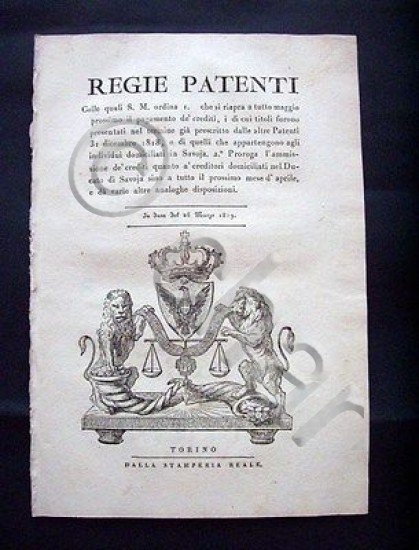 REGIE PATENTI
Colle quali S. M. ordina 1. che si riapra a tutto maggio
prossimo il pagamento de' crediti, i di cui titoli furono
presentati nel termine già prescritto dalle altre Patenti
31 dicembre 1818, e di quelli che appartengono agli
individui domiciliati in Savoja. 2.° Proroga l'ammis-
sione de' crediti quanto a' creditori domiciliati nel Du-
cato di Savoja sino a tutto il prossimo mese d'aprile,
e dà varie altre analoghe disposizioni.
In data del 26 Marzo 1819.
TORINO
DALLA STAMPERIA REALE.